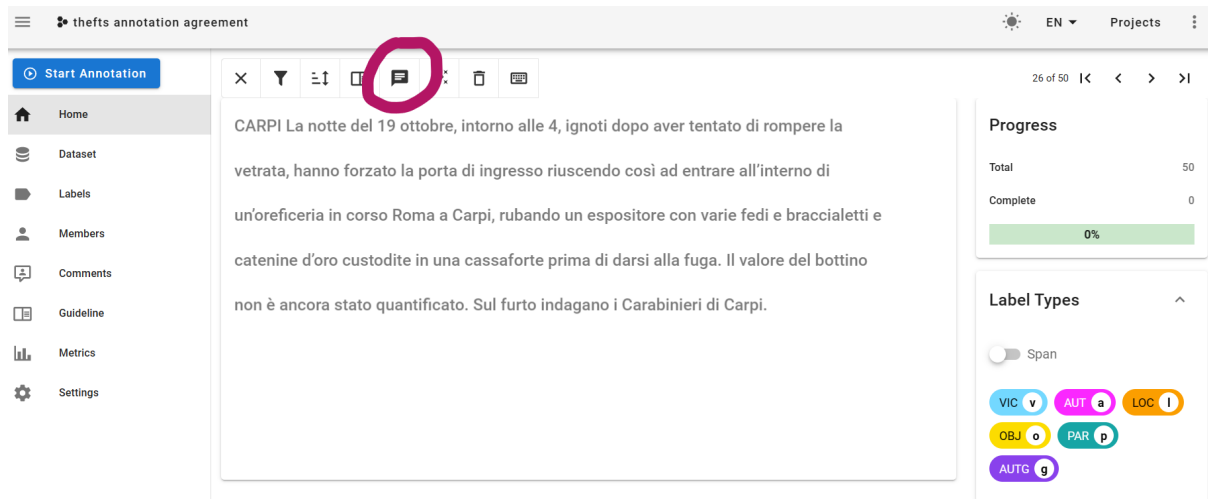 thefts annotation agreement
EN
Projects
Start Annotation
26 of 50
Home
Dataset
Labels
Members
Comments
Guideline
Metrics
Settings
CARPI La notte del 19 ottobre, intorno alle 4, ignoti dopo aver tentato di rompere la
vetrata, hanno forzato la porta di ingresso riuscendo così ad entrare all’interno di
un’oreficeria in corso Roma a Carpi, rubando un espositore con varie fedi e braccialetti e
catenine d’oro custodite in una cassaforte prima di darsi alla fuga. Il valore del bottino
non è ancora stato quantificato. Sul furto indagano i Carabinieri di Carpi.
Progress
Total 50
Complete 0
0%
Label Types
Span
VIC v AUT a LOC l
OBJ o PAR p
AUTG g